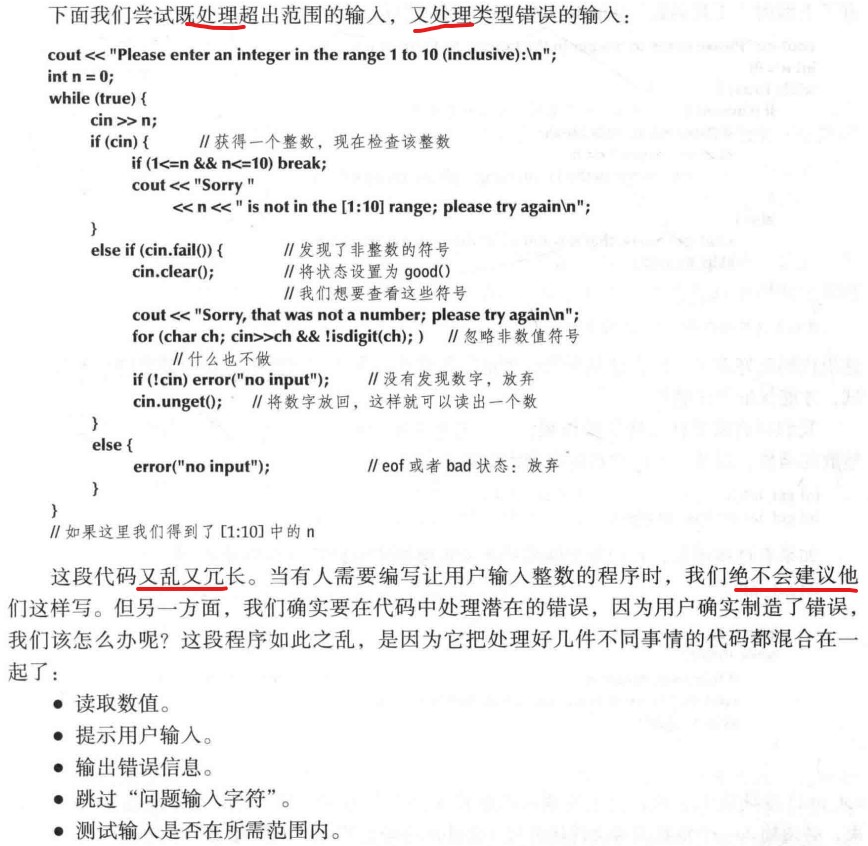 下面我们尝试既处理超出范围的输入，又处理类型错误的输入：
cout << "Please enter an integer in the range 1 to 10 (inclusive):\n";
int n = 0;
while (true) {
cin >> n;
if (cin) { // 获得一个整数，现在检查该整数
if (1<=n && n<=10) break;
cout << "Sorry "
<< n << " is not in the [1:10] range; please try again\n";
}
else if (cin.fail()) { // 发现了非整数的符号
cin.clear(); // 将状态设置为 good()
// 我们想要查看这些符号
cout << "Sorry, that was not a number; please try again\n";
for (char ch; cin>>ch && !isdigit(ch); ) // 忽略非数值符号
// 什么也不做
if (!cin) error("no input"); // 没有发现数字，放弃
cin.unget(); // 将数字放回，这样就可以读出一个数
}
else {
error("no input"); // eof 或者 bad 状态：放弃
}
}
// 如果这里我们得到了 [1:10] 中的 n
这段代码又乱又冗长。当有人需要编写让用户输入整数的程序时，我们绝不会建议他
们这样写。但另一方面，我们确实要在代码中处理潜在的错误，因为用户确实制造了错误，
我们该怎么办呢？这段程序如此之乱，是因为它把处理好几件不同事情的代码都混合在一
起了：
● 读取数值。
● 提示用户输入。
● 输出错误信息。
● 跳过“问题输入字符”。
● 测试输入是否在所需范围内。